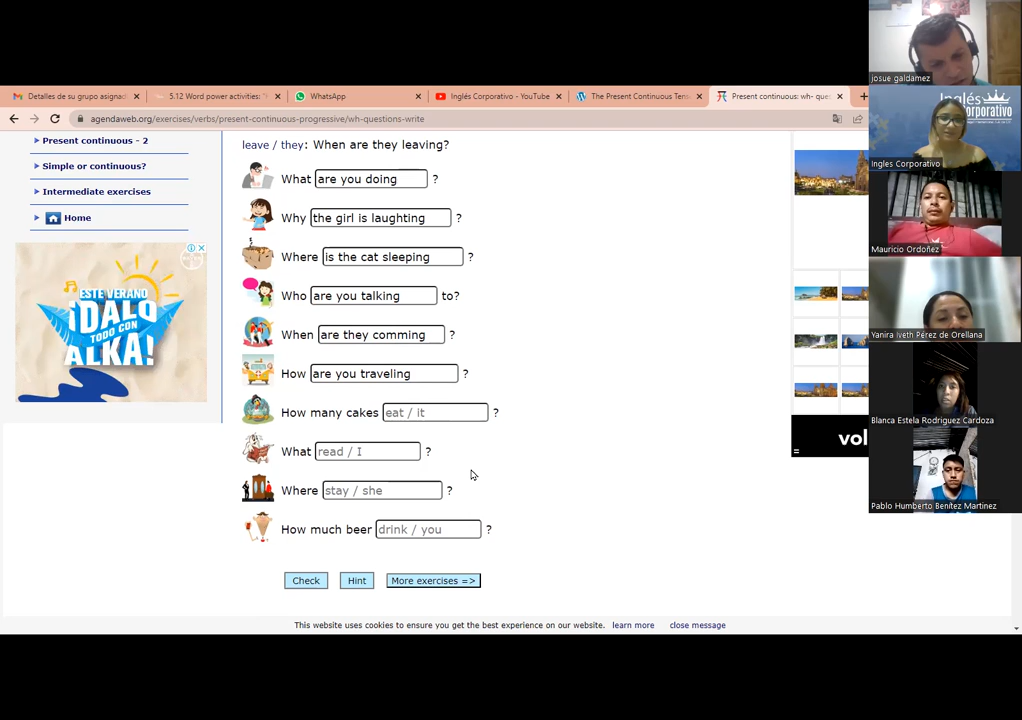 josue galdamez
Detalles de su grupo asignad
5.12 Word power activities: "
WhatsApp
Inglés Corporativo - YouTube
The Present Continuous Tens
Present continuous: wh- que
agendaweb.org/exercises/verbs/present-continuous-progressive/wh-questions-write
Inglés
orporativo
Ingles Corporativo
Present continuous - 2
Simple or continuous?
Intermediate exercises
Home
ESTE VERANO
¡DALO
TODO CON
ALKA!
leave / they: When are they leaving?
What are you doing ?
Why the girl is laughting ?
Where is the cat sleeping ?
Who are you talking to?
When are they comming ?
How are you traveling ?
How many cakes eat / it ?
What read / I ?
Where stay / she ?
How much beer drink / you ?
Check Hint More exercises =>
vol
This website uses cookies to ensure you get the best experience on our website. learn more close message
Mauricio Ordoñez
Yanira Iveth Pérez de Orellana
Blanca Estela Rodriguez Cardoza
Pablo Humberto Benítez Martinez